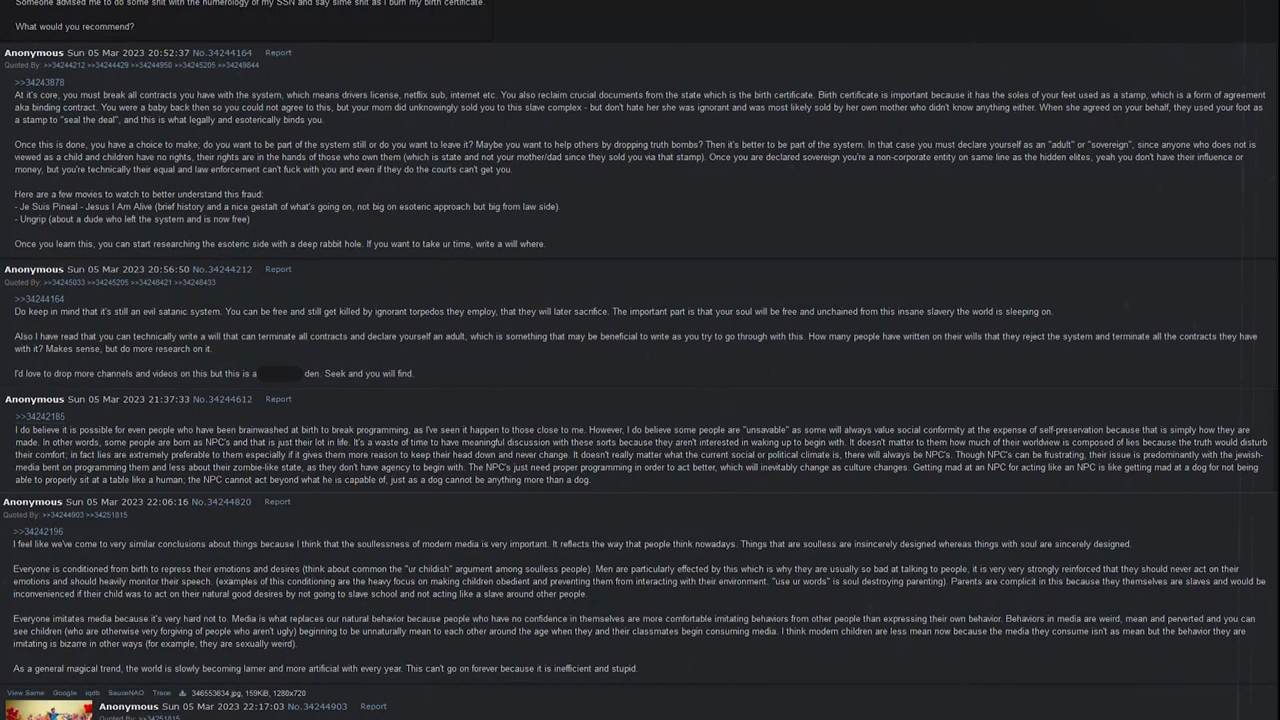 Someone advised me to do some shit with the numerology of my SSN and say sime shit as I burn my birth certificate.
What would you recommend?
Anonymous Sun 05 Mar 2023 20:52:37 No.34244164 Report
Quoted By: >>34244212 >>34244429 >>34244950 >>34245205 >>34249844
>>34243878
At it's core, you must break all contracts you have with the system, which means drivers license, netflix sub, internet etc. You also reclaim crucial documents from the state which is the birth certificate. Birth certificate is important because it has the soles of your feet used as a stamp, which is a form of agreement
aka binding contract. You were a baby back then so you could not agree to this, but your mom did unknowingly sold you to this slave complex - but don't hate her she was ignorant and was most likely sold by her own mother who didn't know anything either. When she agreed on your behalf, they used your foot as
a stamp to "seal the deal", and this is what legally and esoterically binds you.
Once this is done, you have a choice to make; do you want to be part of the system still or do you want to leave it? Maybe you want to help others by dropping truth bombs? Then it's better to be part of the system. In that case you must declare yourself as an "adult" or "sovereign", since anyone who does not is
viewed as a child and children have no rights, their rights are in the hands of those who own them (which is state and not your mother/dad since they sold you via that stamp). Once you are declared sovereign you're a non-corporate entity on same line as the hidden elites, yeah you don't have their influence or
money, but you're technically their equal and law enforcement can't fuck with you and even if they do the courts can't get you.
Here are a few movies to watch to better understand this fraud:
- Je Suis Pineal - Jesus I Am Alive (brief history and a nice gestalt of what's going on, not big on esoteric approach but big from law side).
- Ungrip (about a dude who left the system and is now free)
Once you learn this, you can start researching the esoteric side with a deep rabbit hole. If you want to take ur time, write a will where.
Anonymous Sun 05 Mar 2023 20:56:50 No.34244212 Report
Quoted By: >>34245033 >>34245205 >>34248421 >>34248433
>>34244164
Do keep in mind that it's still an evil satanic system. You can be free and still get killed by ignorant torpedos they employ, that they will later sacrifice. The important part is that your soul will be free and unchained from this insane slavery the world is sleeping on.
Also I have read that you can technically write a will that can terminate all contracts and declare yourself an adult, which is something that may be beneficial to write as you try to go through with this. How many people have written on their wills that they reject the system and terminate all the contracts they have
with it? Makes sense, but do more research on it.
I'd love to drop more channels and videos on this but this is a den. Seek and you will find.
Anonymous Sun 05 Mar 2023 21:37:33 No.34244612 Report
>>34242185
I do believe it is possible for even people who have been brainwashed at birth to break programming, as I've seen it happen to those close to me. However, I do believe some people are "unsavable" as some will always value social conformity at the expense of self-preservation because that is simply how they are
made. In other words, some people are born as NPC's and that is just their lot in life. It's a waste of time to have meaningful discussion with these sorts because they aren't interested in waking up to begin with. It doesn't matter to them how much of their worldview is composed of lies because the truth would disturb
their comfort; in fact lies are extremely preferable to them especially if it gives them more reason to keep their head down and never change. It doesn't really matter what the current social or political climate is, there will always be NPC's. Though NPC's can be frustrating, their issue is predominantly with the jewish-
media bent on programming them and less about their zombie-like state, as they don't have agency to begin with. The NPC's just need proper programming in order to act better, which will inevitably change as culture changes. Getting mad at an NPC for acting like an NPC is like getting mad at a dog for not being
able to properly sit at a table like a human; the NPC cannot act beyond what he is capable of, just as a dog cannot be anything more than a dog.
Anonymous Sun 05 Mar 2023 22:06:16 No.34244820 Report
Quoted By: >>34244903 >>34251815
>>34242196
I feel like we've come to very similar conclusions about things because I think that the soullessness of modern media is very important. It reflects the way that people think nowadays. Things that are soulless are insincerely designed whereas things with soul are sincerely designed.
Everyone is conditioned from birth to repress their emotions and desires (think about common the "ur childish" argument among soulless people). Men are particularly effected by this which is why they are usually so bad at talking to people, it is very very strongly reinforced that they should never act on their
emotions and should heavily monitor their speech. (examples of this conditioning are the heavy focus on making children obedient and preventing them from interacting with their environment. "use ur words" is soul destroying parenting). Parents are complicit in this because they themselves are slaves and would be
inconvenienced if their child was to act on their natural good desires by not going to slave school and not acting like a slave around other people.
Everyone imitates media because it's very hard not to. Media is what replaces our natural behavior because people who have no confidence in themselves are more comfortable imitating behaviors from other people than expressing their own behavior. Behaviors in media are weird, mean and perverted and you can
see children (who are otherwise very forgiving of people who aren't ugly) beginning to be unnaturally mean to each other around the age when they and their classmates begin consuming media. I think modern children are less mean now because the media they consume isn't as mean but the behavior they are
imitating is bizarre in other ways (for example, they are sexually weird).
As a general magical trend, the world is slowly becoming lamer and more artificial with every year. This can't go on forever because it is inefficient and stupid.
View Same Google iqdb SauceNAO Trace 346553634.jpg, 159KiB, 1280x720
Anonymous Sun 05 Mar 2023 22:17:03 No.34244903 Report
Quoted By: >>34251815